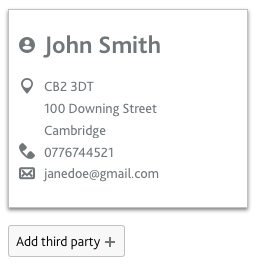 John Smith
CB2 3DT
100 Downing Street
Cambridge
0776744521
janedoe@gmail.com
Add third party +